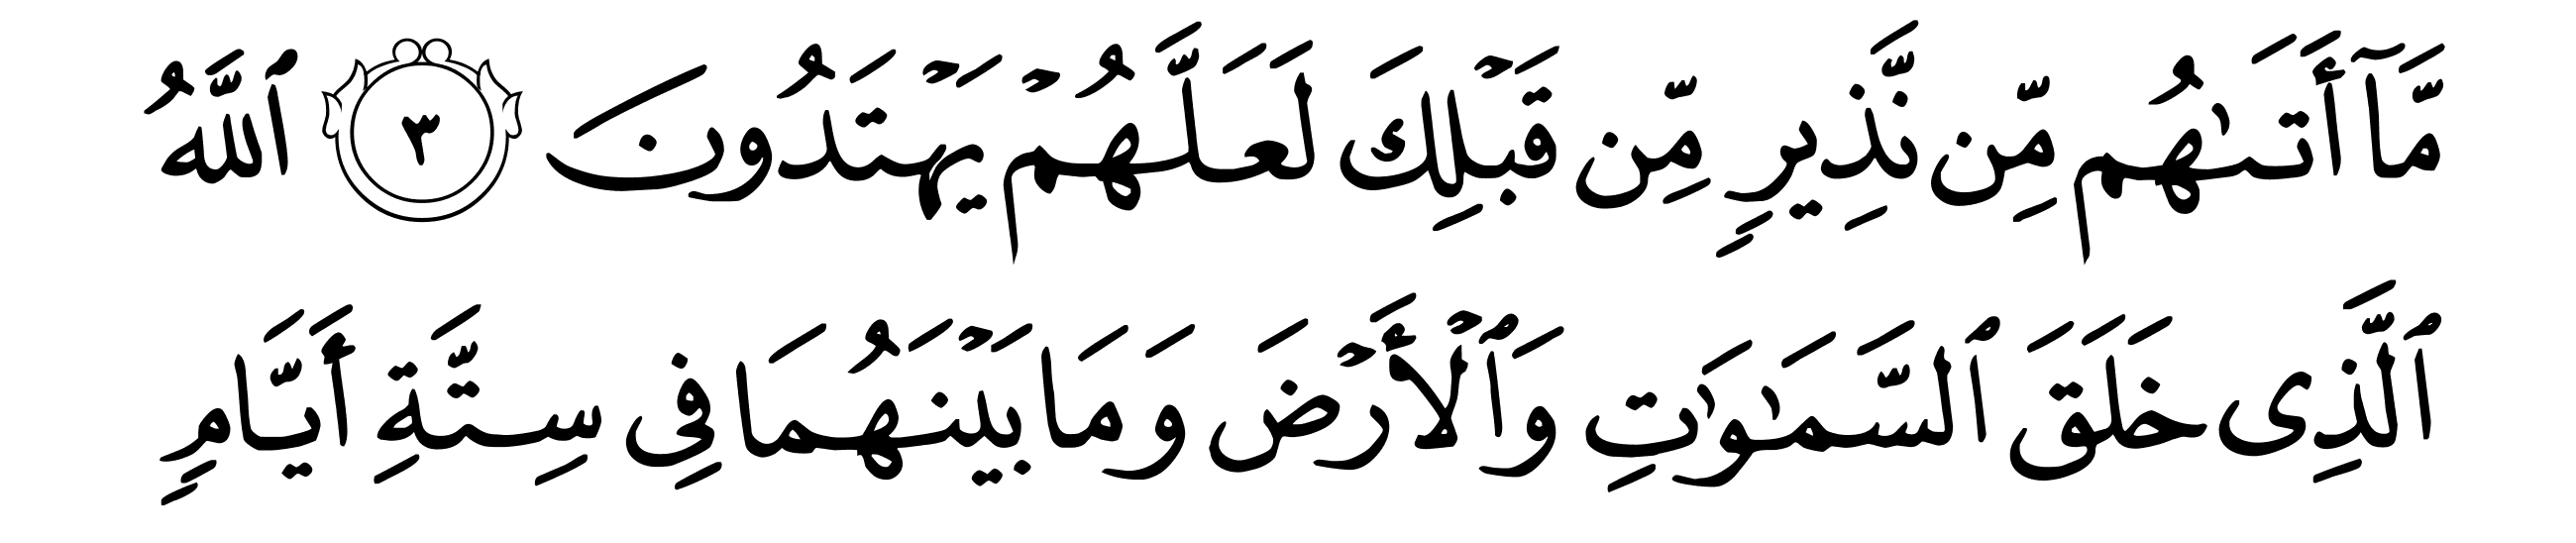 مَّآ أَتَىٰهُم مِّن نَّذِيرٍ مِّن قَبْلِكَ لَعَلَّهُمْ يَهْتَدُونَ ٣ ٱللَّهُ
ٱلَّذِى خَلَقَ ٱلسَّمَٰوَٰتِ وَٱلْأَرْضَ وَمَا بَيْنَهُمَا فِى سِتَّةِ أَيَّامٍ